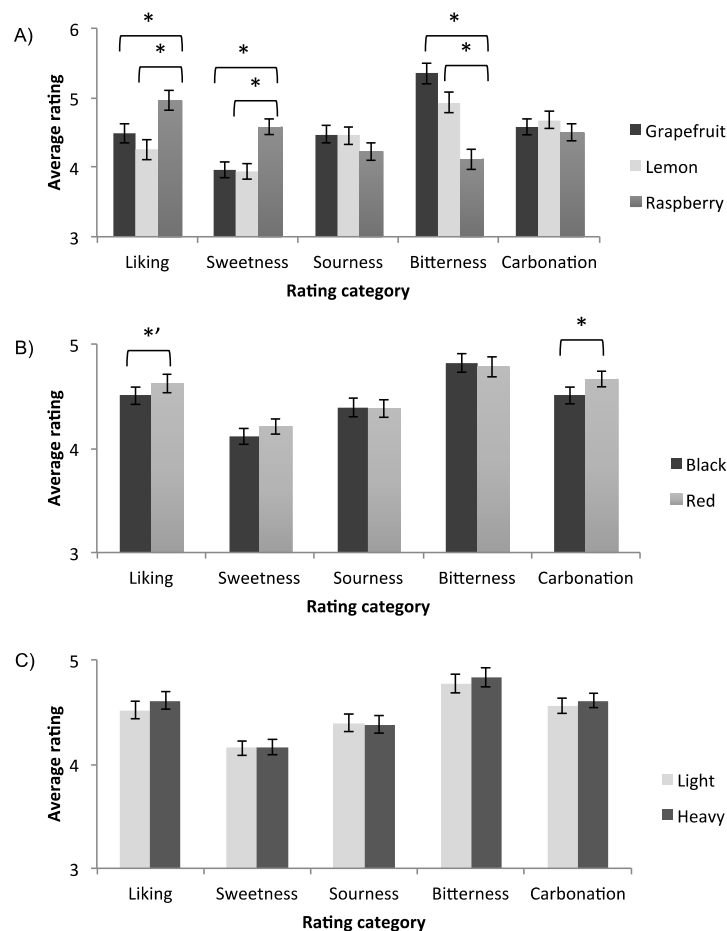 A)
6
5
4
3
Average rating
*
*
*
*
*
*
Liking
Sweetness
Sourness
Bitterness
Carbonation
Rating category
Grapefruit
Lemon
Raspberry
B)
5
4
3
Average rating
*’
*
Liking
Sweetness
Sourness
Bitterness
Carbonation
Rating category
Black
Red
C)
5
4
3
Average rating
Liking
Sweetness
Sourness
Bitterness
Carbonation
Rating category
Light
Heavy